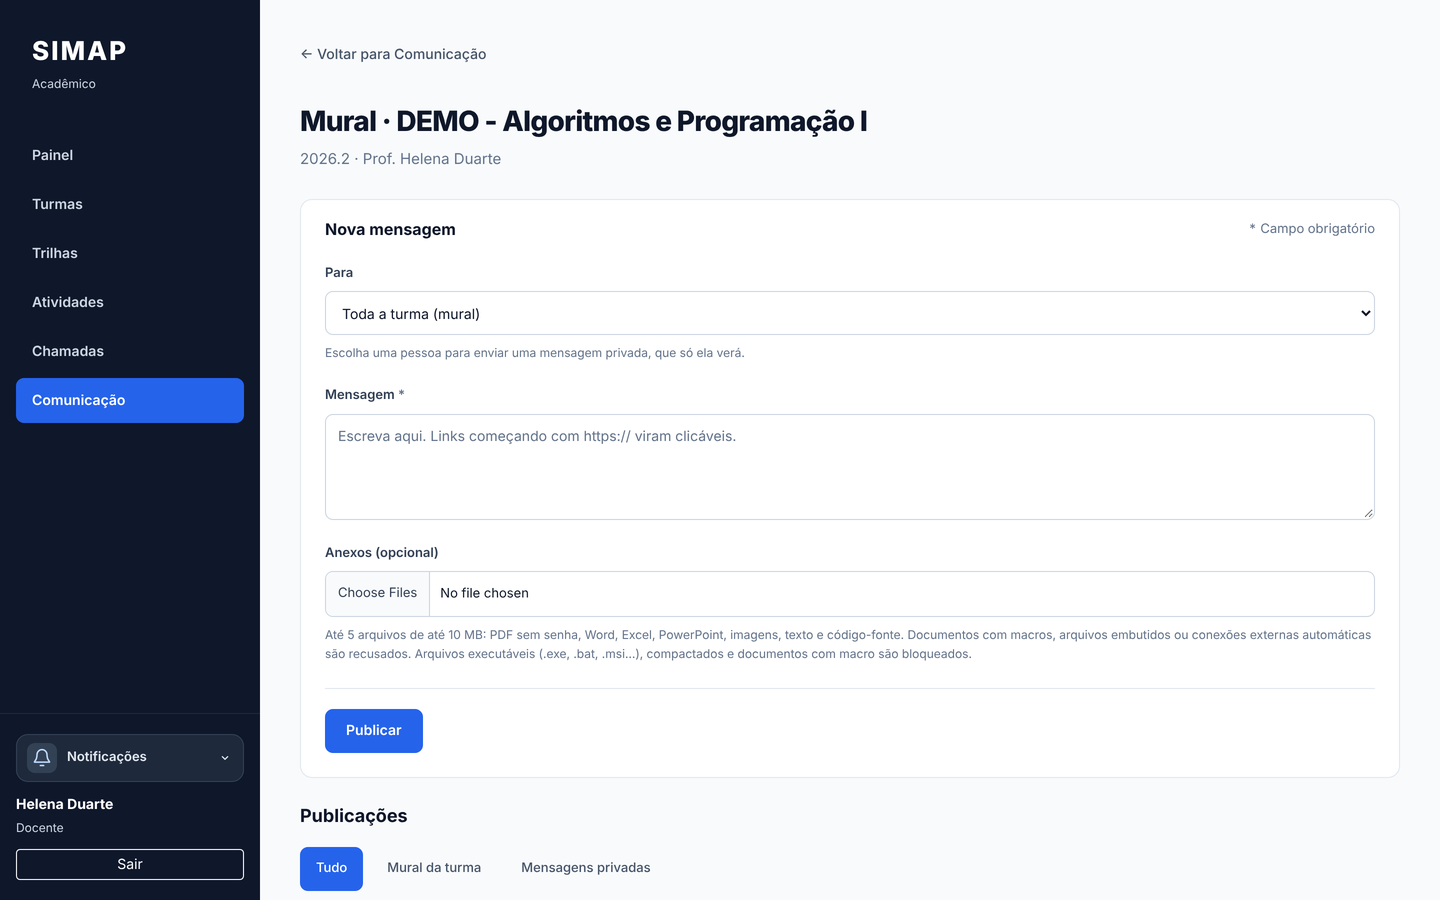 SIMAP
Acadêmico
Painel
Turmas
Trilhas
Atividades
Chamadas
Comunicação
Notificações
Helena Duarte
Docente
Sair
← Voltar para Comunicação
Mural · DEMO - Algoritmos e Programação I
2026.2 · Prof. Helena Duarte
Nova mensagem
* Campo obrigatório
Para
Toda a turma (mural)
Escolha uma pessoa para enviar uma mensagem privada, que só ela verá.
Mensagem *
Escreva aqui. Links começando com https:// viram clicáveis.
Anexos (opcional)
Choose Files
No file chosen
Até 5 arquivos de até 10 MB: PDF sem senha, Word, Excel, PowerPoint, imagens, texto e código-fonte. Documentos com macros, arquivos embutidos ou conexões externas automáticas
são recusados. Arquivos executáveis (.exe, .bat, .msi...), compactados e documentos com macro são bloqueados.
Publicar
Publicações
Tudo
Mural da turma
Mensagens privadas